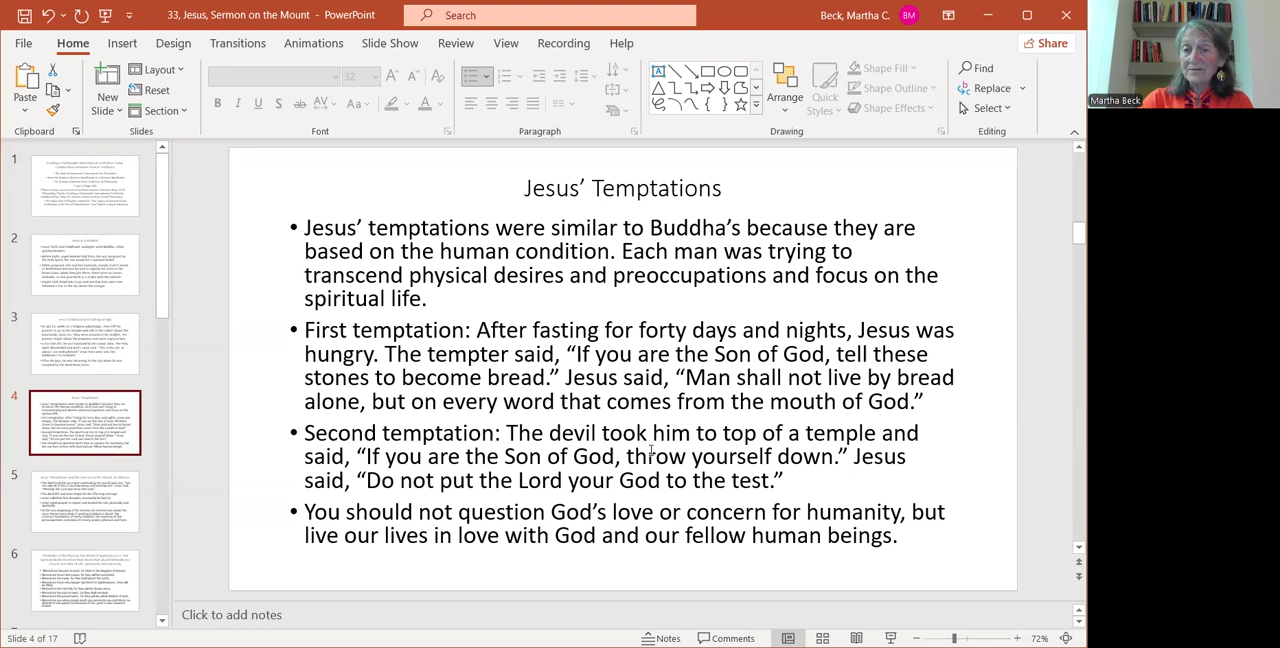 33, Jesus, Sermon on the Mount - PowerPoint
Search
Beck, Martha C.
BM
File Home Insert Design Transitions Animations Slide Show Review View Recording Help
Share
Paste
New
Slide
Layout
Reset
Section
32
Shape Fill
Shape Outline
Shape Effects
Arrange
Quick
Styles
Find
Replace
Select
Clipboard
Slides
Font
Paragraph
Drawing
Editing
Martha Beck
1
2
3
4
5
6
Jesus' Temptations
• Jesus' temptations were similar to Buddha's because they are
based on the human condition. Each man was trying to
transcend physical desires and preoccupations and focus on the
spiritual life.
• First temptation: After fasting for forty days and nights, Jesus was
hungry. The tempter said, "If you are the Son of God, tell these
stones to become bread." Jesus said, "Man shall not live by bread
alone, but on every word that comes from the mouth of God."
• Second temptation: The devil took him to top of a temple and
said, "If you are the Son of God, throw yourself down." Jesus
said, "Do not put the Lord your God to the test."
• You should not question God's love or concern for humanity, but
live our lives in love with God and our fellow human beings.
Click to add notes
Slide 4 of 17
Notes
Comments
72%